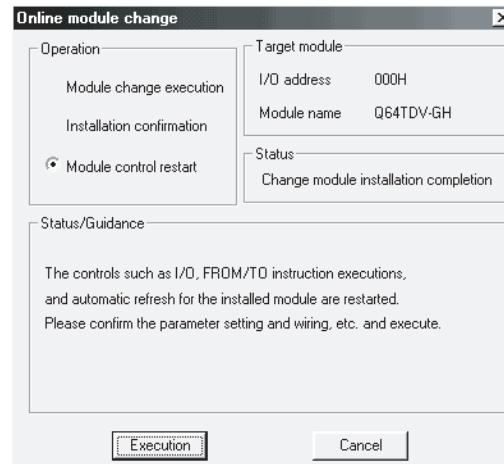 Online module change
Operation
Module change execution
Installation confirmation
Module control restart
Target module
I/O address 000H
Module name Q64TDV-GH
Status
Change module installation completion
Status/Guidance
The controls such as I/O, FROM/TO instruction executions,
and automatic refresh for the installed module are restarted.
Please confirm the parameter setting and wiring, etc. and execute.
Execution Cancel